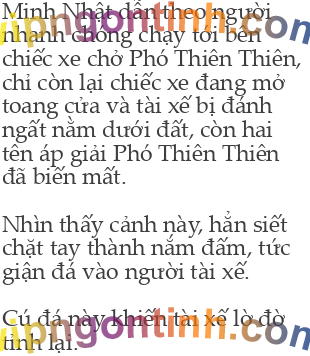 Minh Nhật dẫn theo người
nhanh chóng chạy tới bên
chiếc xe chở Phó Thiên Thiên,
chỉ còn lại chiếc xe đang mở
toang cửa và tài xế bị đánh
ngất nằm dưới đất, còn hai
tên áp giải Phó Thiên Thiên
đã biến mất.
Nhìn thấy cảnh này, hắn siết
chặt tay thành nắm đấm, tức
giận đá vào người tài xế.
Cú đá này khiến tài xế lờ đờ
tỉnh lại.